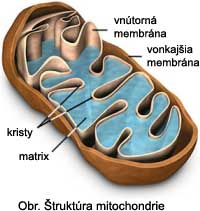 vnútorná
membrána
vonkajšia
membrána
kristy
matrix
Obr. Štruktúra mitochondrie